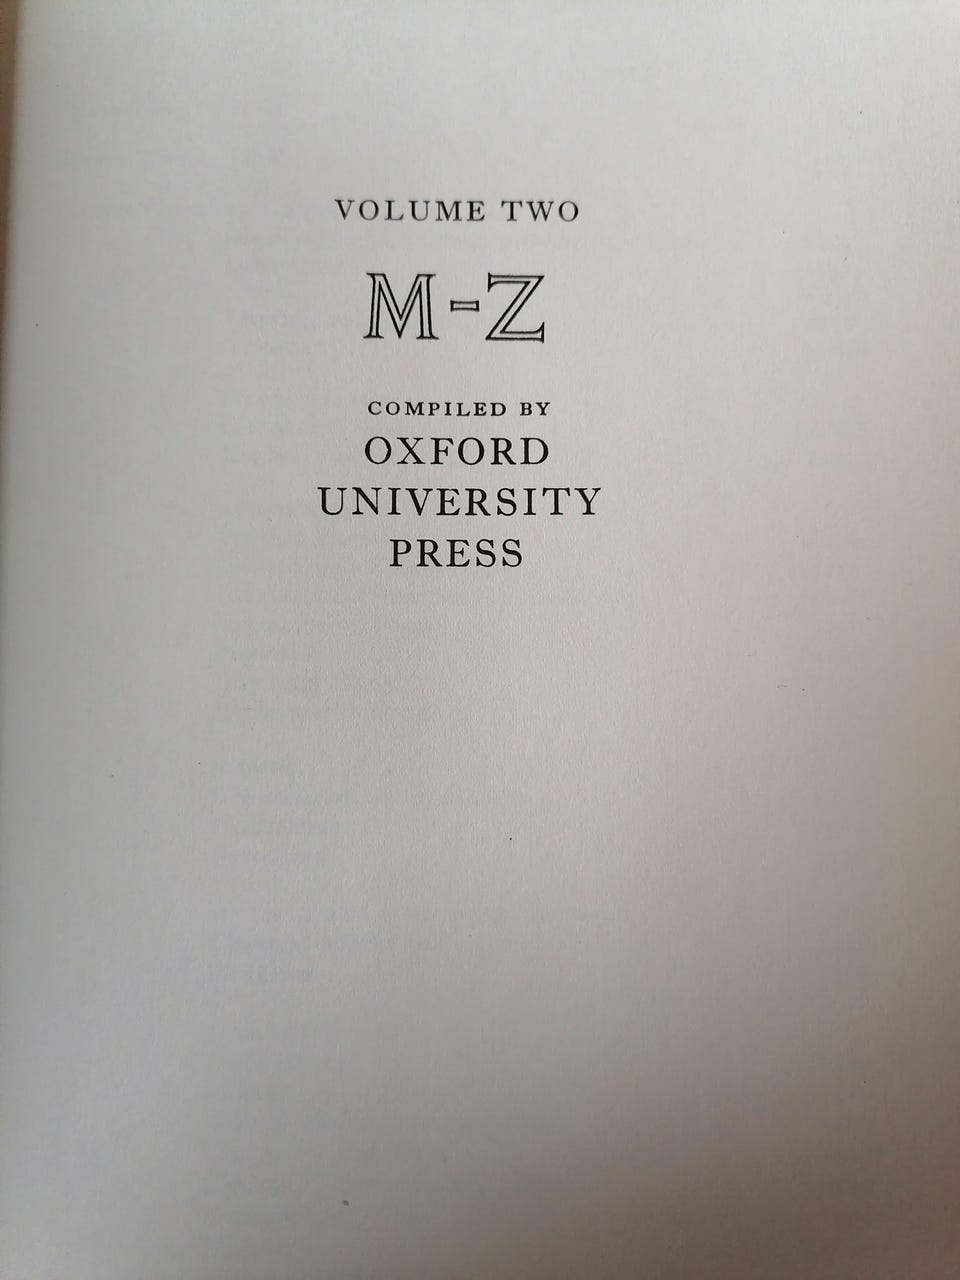 VOLUME TWO
M-Z
COMPILED BY
OXFORD
UNIVERSITY
PRESS